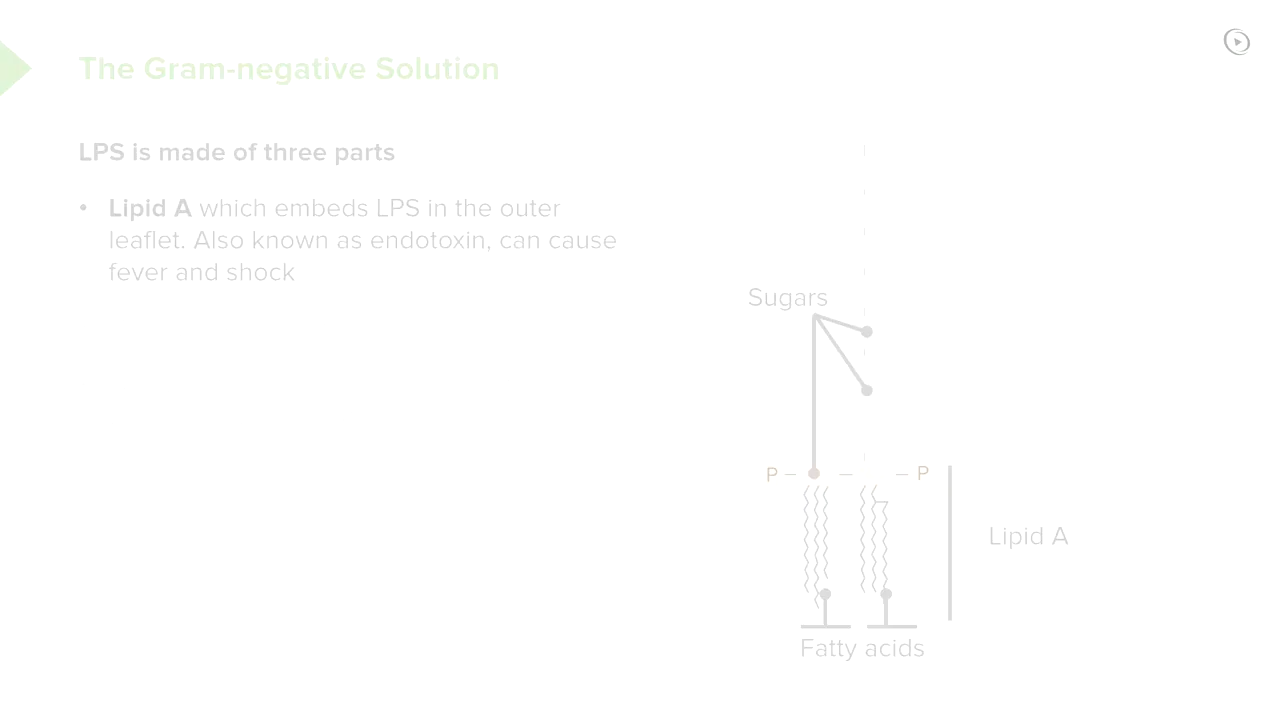 The Gram-negative Solution
LPS is made of three parts
• Lipid A which embeds LPS in the outer
leaflet. Also known as endotoxin, can cause
fever and shock
Sugars
P
P
Lipid A
Fatty acids